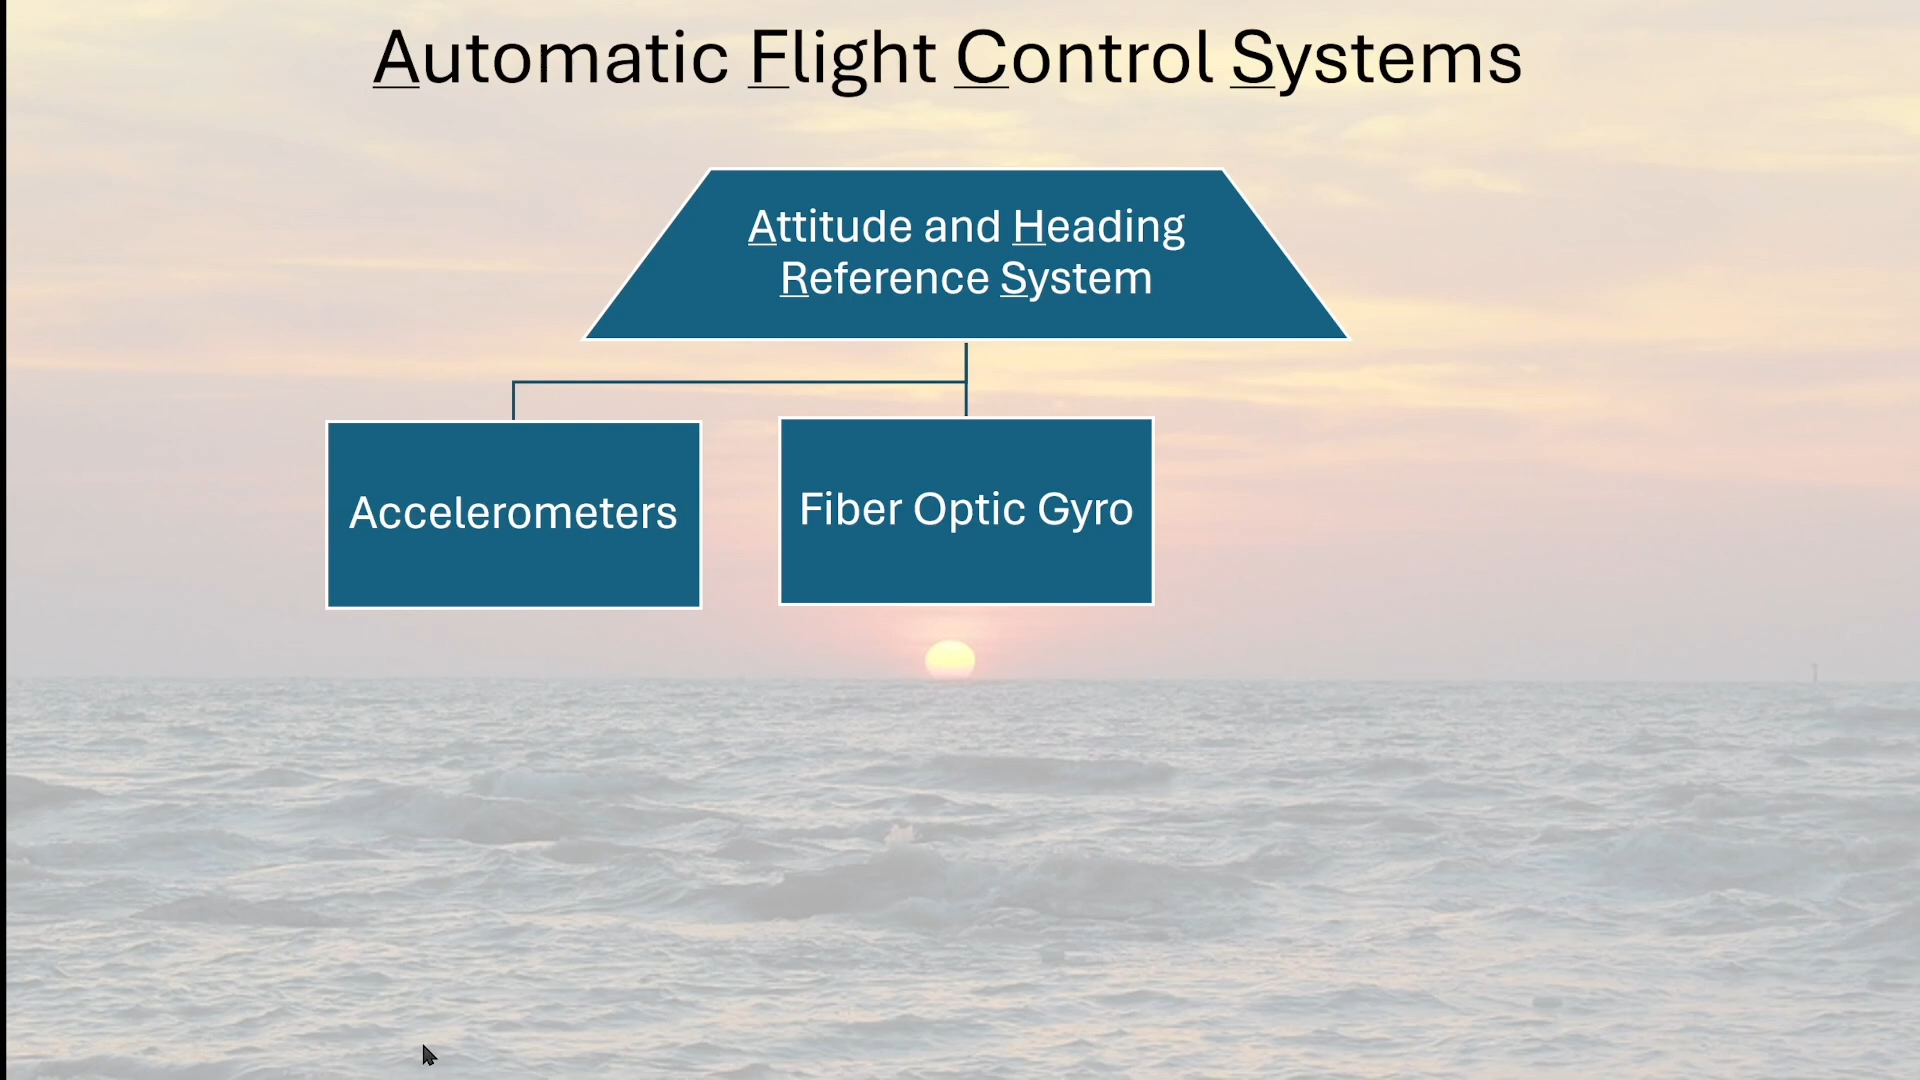 Automatic Flight Control Systems
Attitude and Heading
Reference System
Accelerometers
Fiber Optic Gyro